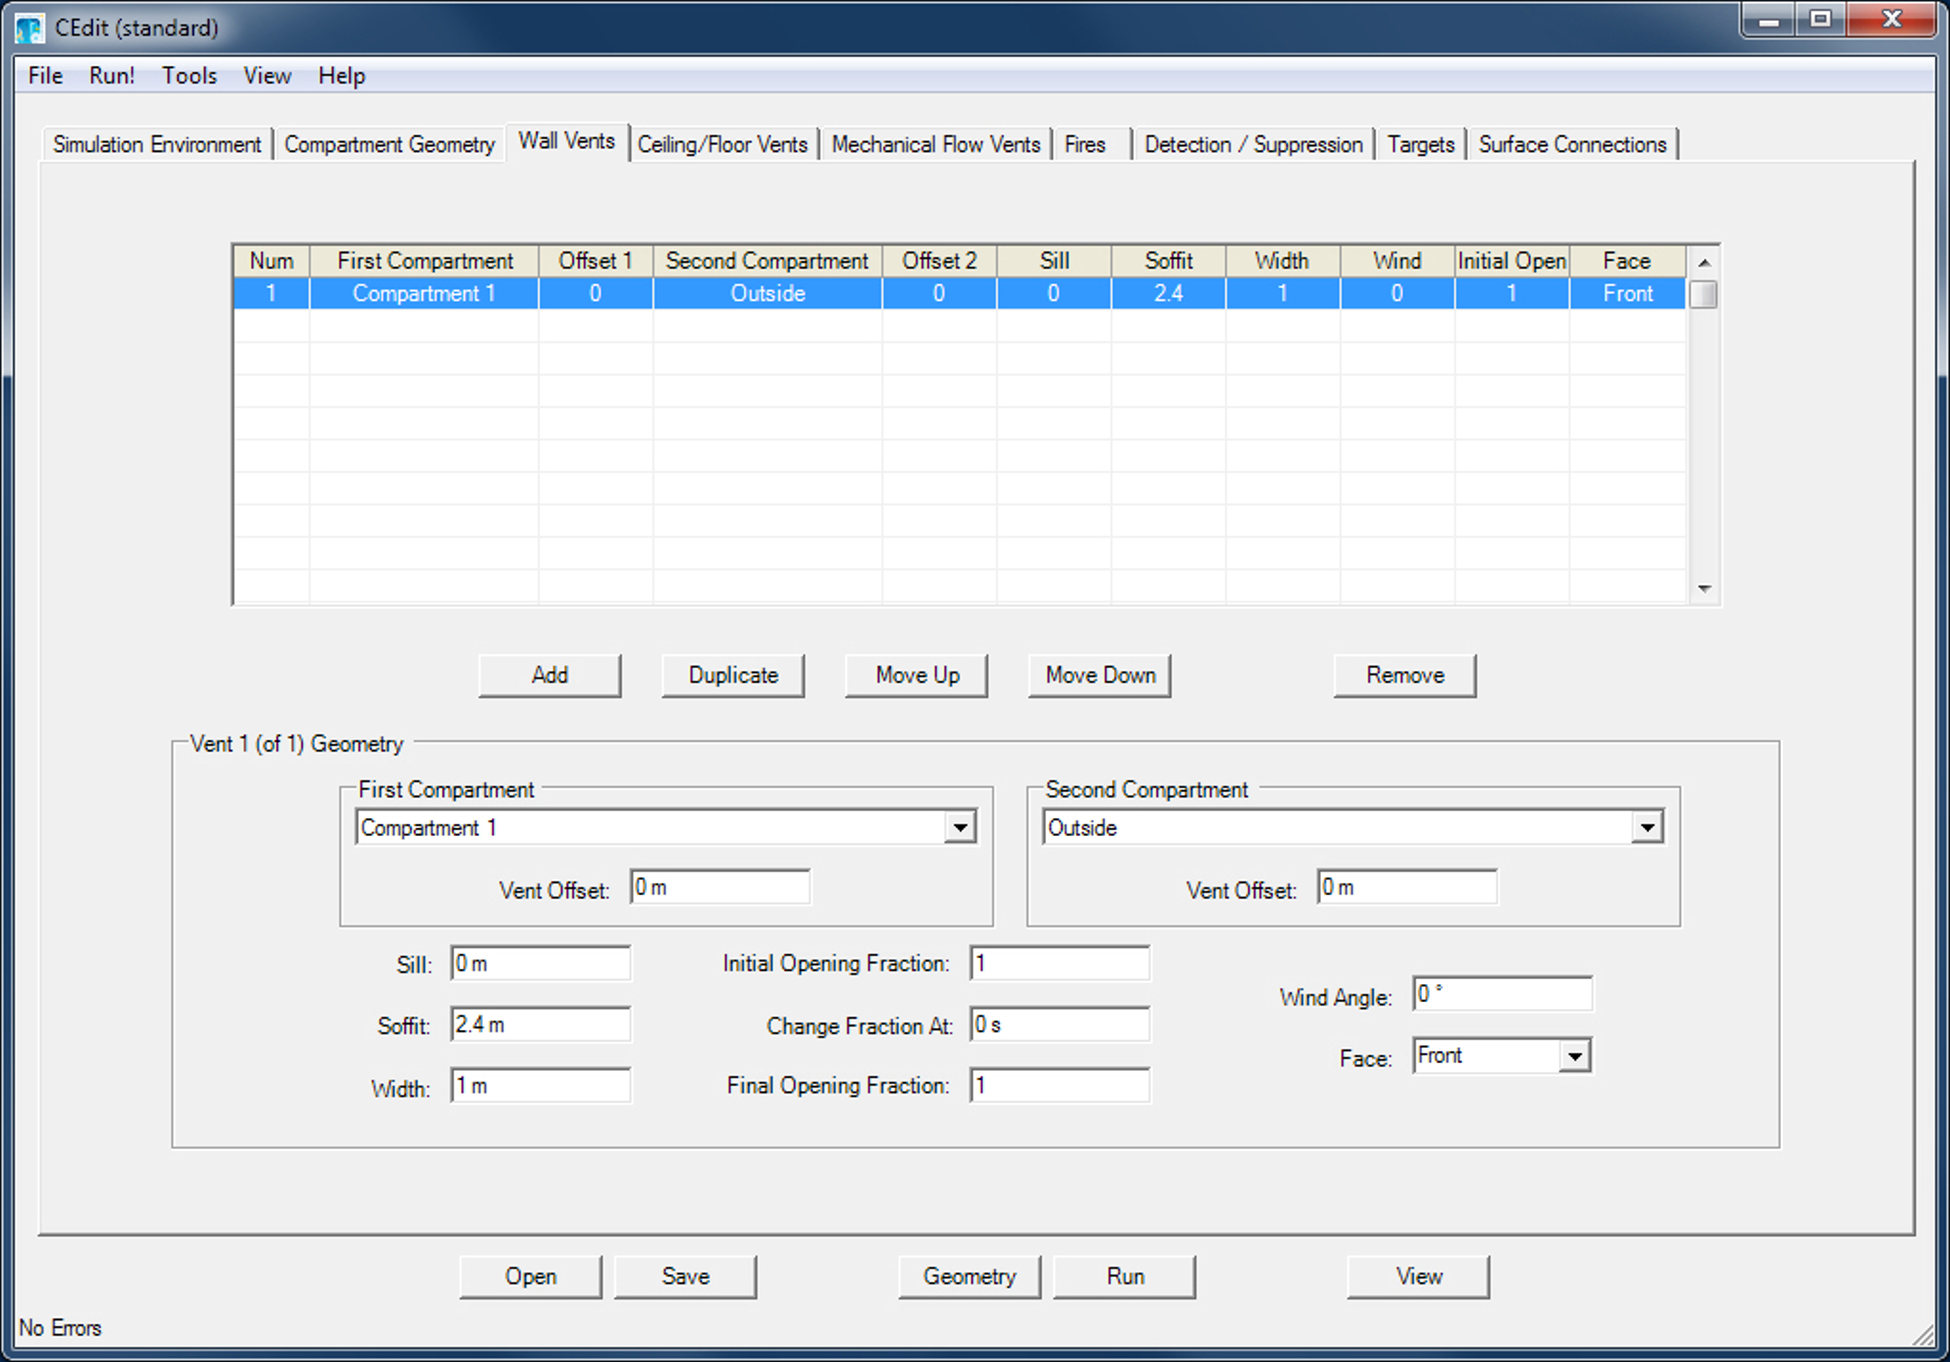 CEdit (standard)
File Run! Tools View Help
Simulation Environment Compartment Geometry Wall Vents Ceiling/Floor Vents Mechanical Flow Vents Fires Detection / Suppression Targets Surface Connections
Num First Compartment Offset 1 Second Compartment Offset 2 Sill Soffit Width Wind Initial Open Face
1 Compartment 1 0 Outside 0 0 2.4 1 0 1 Front
Add Duplicate Move Up Move Down Remove
Vent 1 (of 1) Geometry
First Compartment Second Compartment
Compartment 1 Outside
Vent Offset: 0 m Vent Offset: 0 m
Sill: 0 m Initial Opening Fraction: 1
Wind Angle: 0 °
Soffit: 2.4 m Change Fraction At: 0 s
Face: Front
Width: 1 m Final Opening Fraction: 1
Open Save Geometry Run View
No Errors